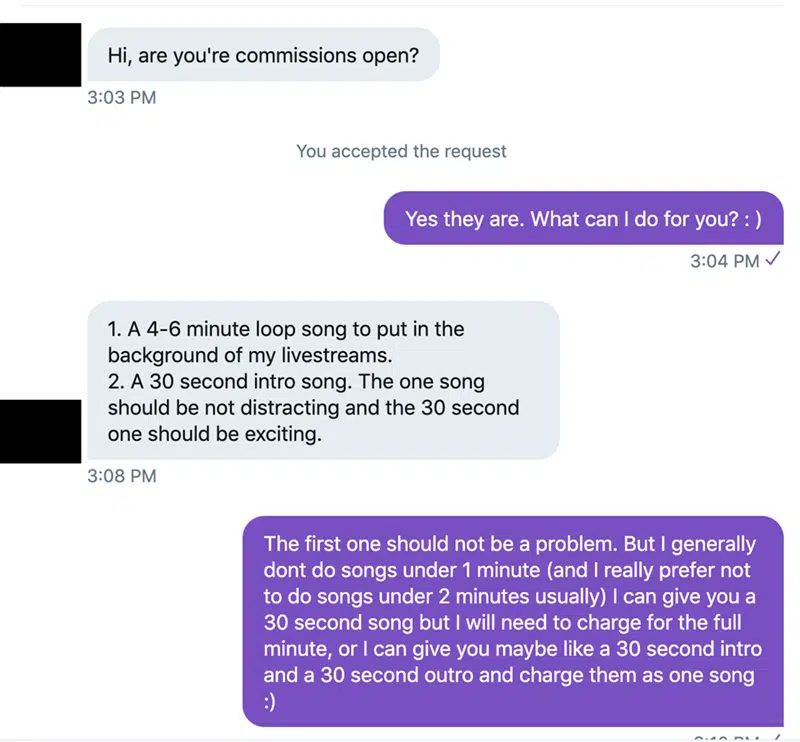 Hi, are you're commissions open?
3:03 PM
You accepted the request
Yes they are. What can I do for you? : )
3:04 PM
1. A 4-6 minute loop song to put in the
background of my livestreams.
2. A 30 second intro song. The one song
should be not distracting and the 30 second
one should be exciting.
3:08 PM
The first one should not be a problem. But I generally
dont do songs under 1 minute (and I really prefer not
to do songs under 2 minutes usually) I can give you a
30 second song but I will need to charge for the full
minute, or I can give you maybe like a 30 second intro
and a 30 second outro and charge them as one song
:)